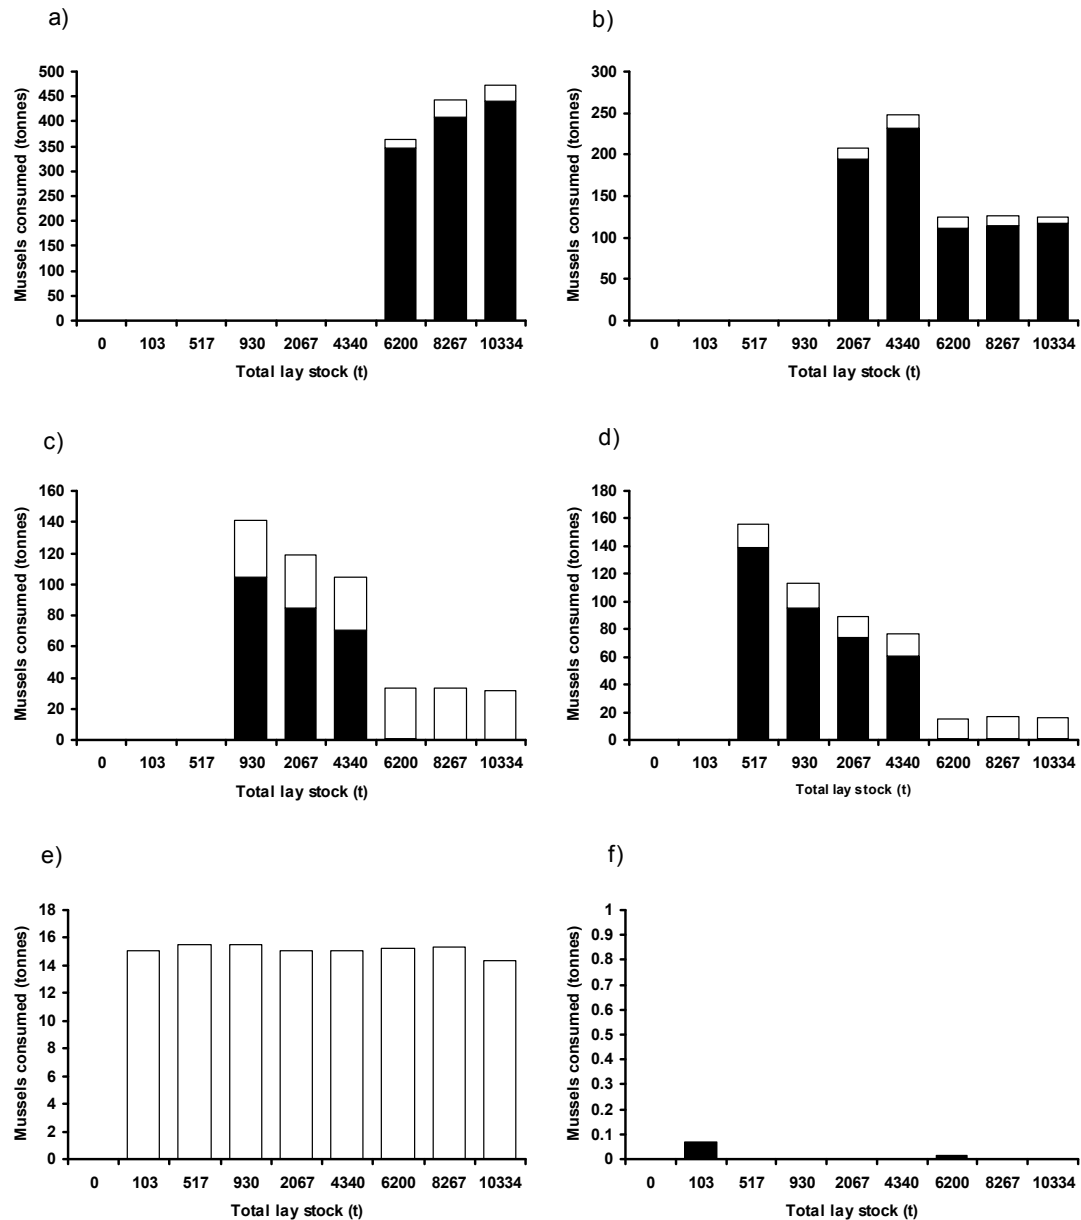 a)
Mussels consumed (tonnes)
500
450
400
350
300
250
200
150
100
50
0
0 103 517 930 2067 4340 6200 8267 10334
Total lay stock (t)
b)
Mussels consumed (tonnes)
300
250
200
150
100
50
0
0 103 517 930 2067 4340 6200 8267 10334
Total lay stock (t)
c)
Mussels consumed (tonnes)
160
140
120
100
80
60
40
20
0
0 103 517 930 2067 4340 6200 8267 10334
Total lay stock (t)
d)
Mussels consumed (tonnes)
180
160
140
120
100
80
60
40
20
0
0 103 517 930 2067 4340 6200 8267 10334
Total lay stock (t)
e)
Mussels consumed (tonnes)
18
16
14
12
10
8
6
4
2
0
0 103 517 930 2067 4340 6200 8267 10334
Total lay stock (t)
f)
Mussels consumed (tonnes)
1
0.9
0.8
0.7
0.6
0.5
0.4
0.3
0.2
0.1
0
0 103 517 930 2067 4340 6200 8267 10334
Total lay stock (t)